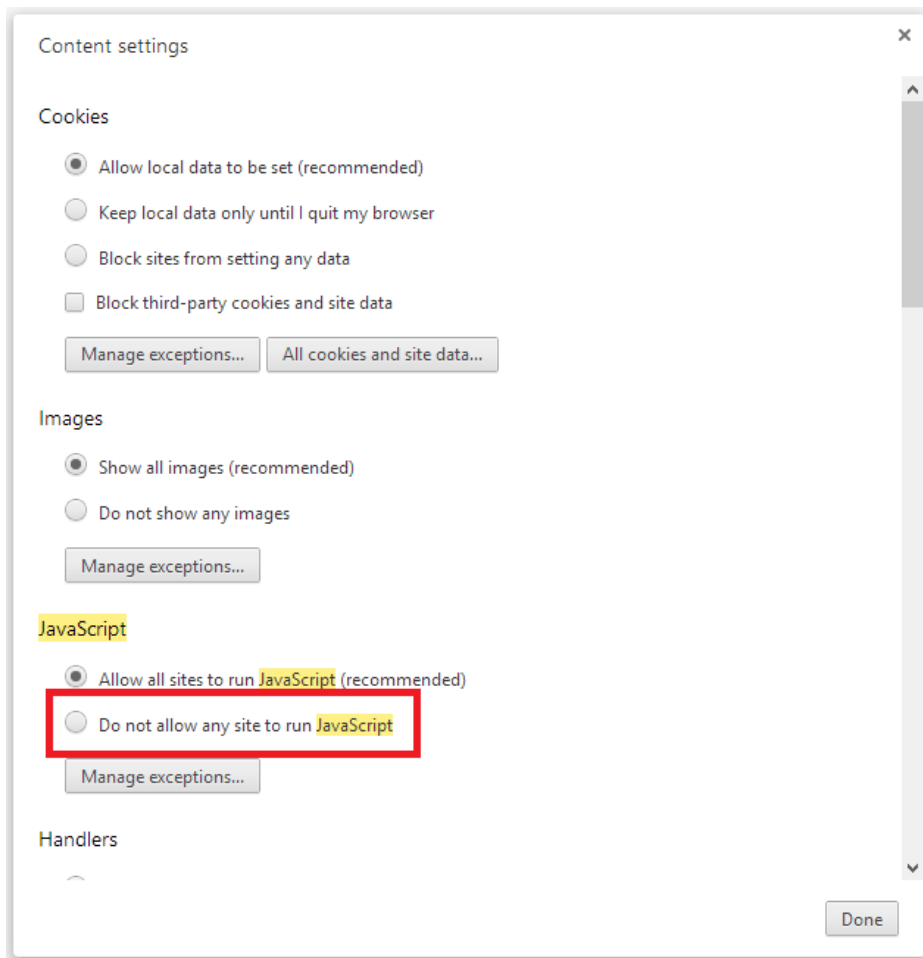 Content settings
Cookies
Allow local data to be set (recommended)
Keep local data only until I quit my browser
Block sites from setting any data
Block third-party cookies and site data
Manage exceptions... All cookies and site data...
Images
Show all images (recommended)
Do not show any images
Manage exceptions...
JavaScript
Allow all sites to run JavaScript (recommended)
Do not allow any site to run JavaScript
Manage exceptions...
Handlers
Done